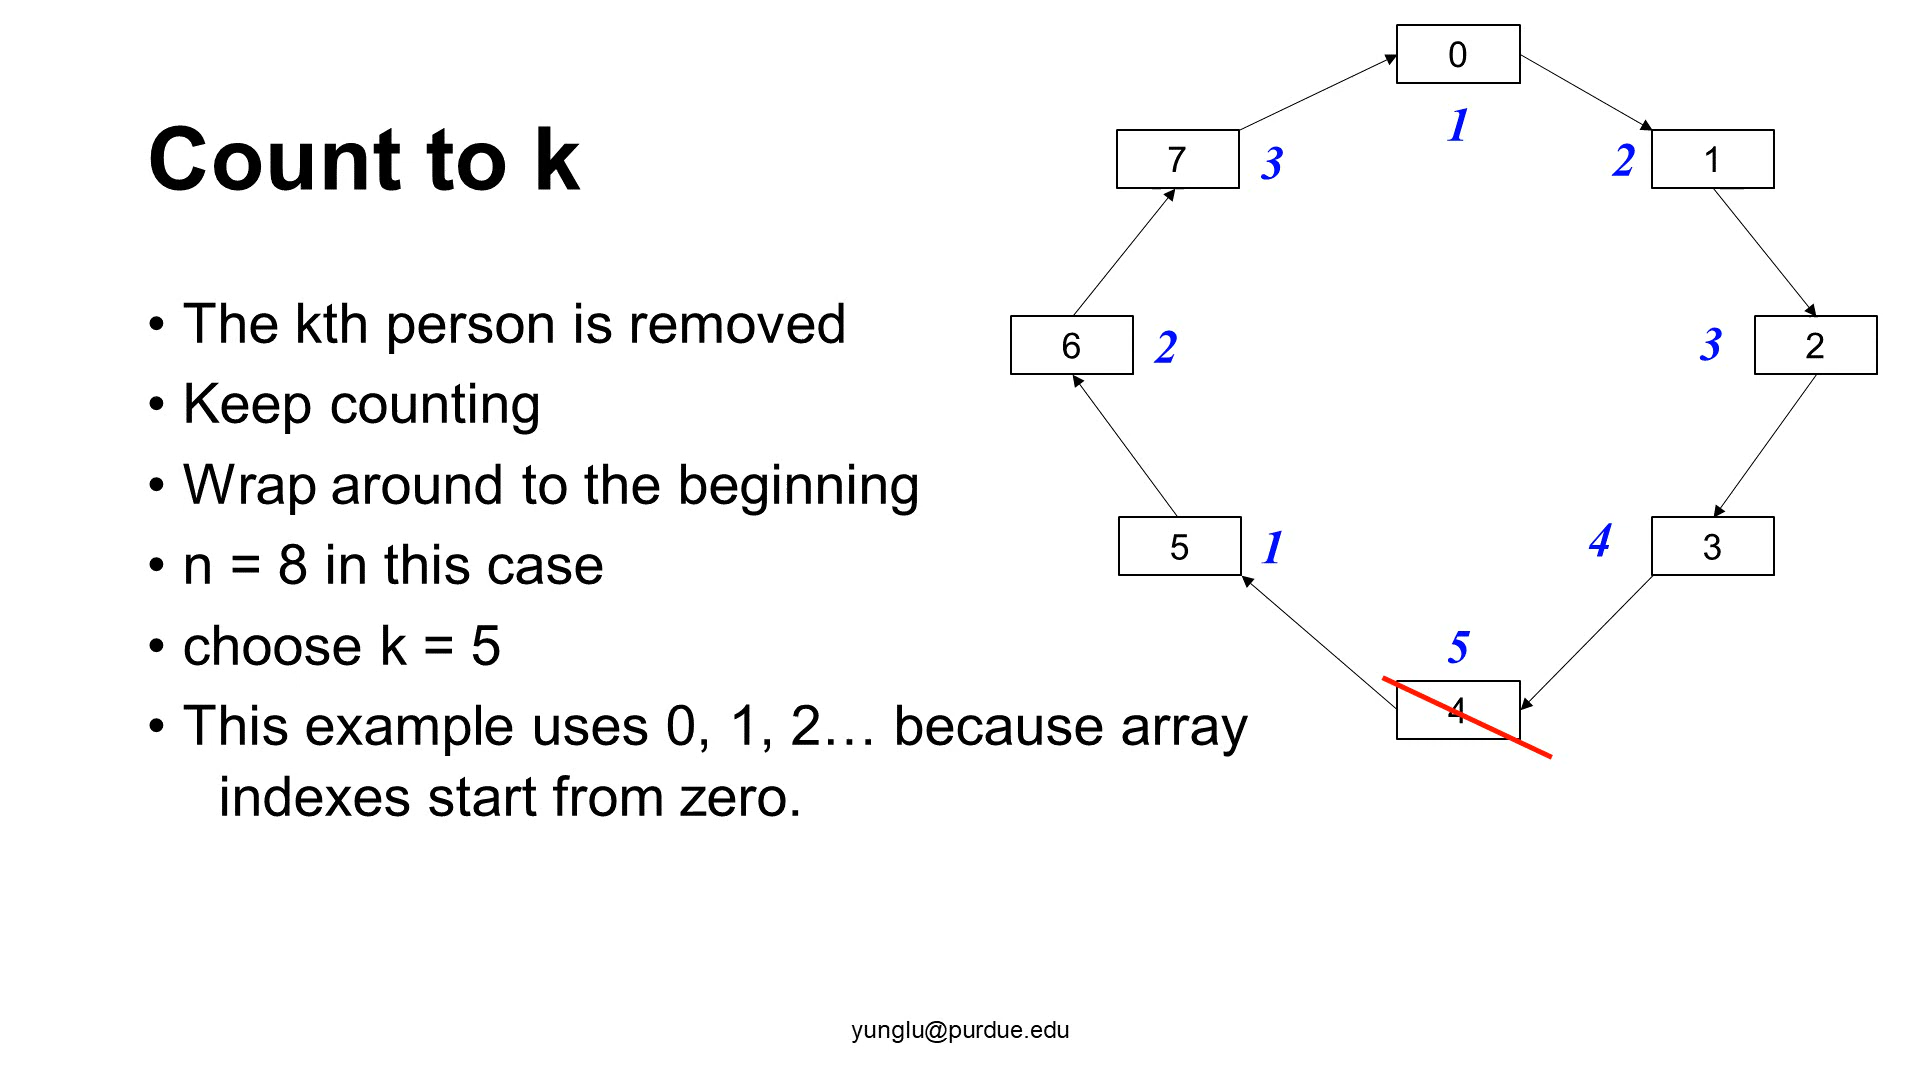 Count to k
• The kth person is removed
• Keep counting
• Wrap around to the beginning
• n = 8 in this case
• choose k = 5
• This example uses 0, 1, 2… because array
indexes start from zero.
0
1
7
3
2
1
6
2
3
2
5
1
4
3
5
4
yunglu@purdue.edu